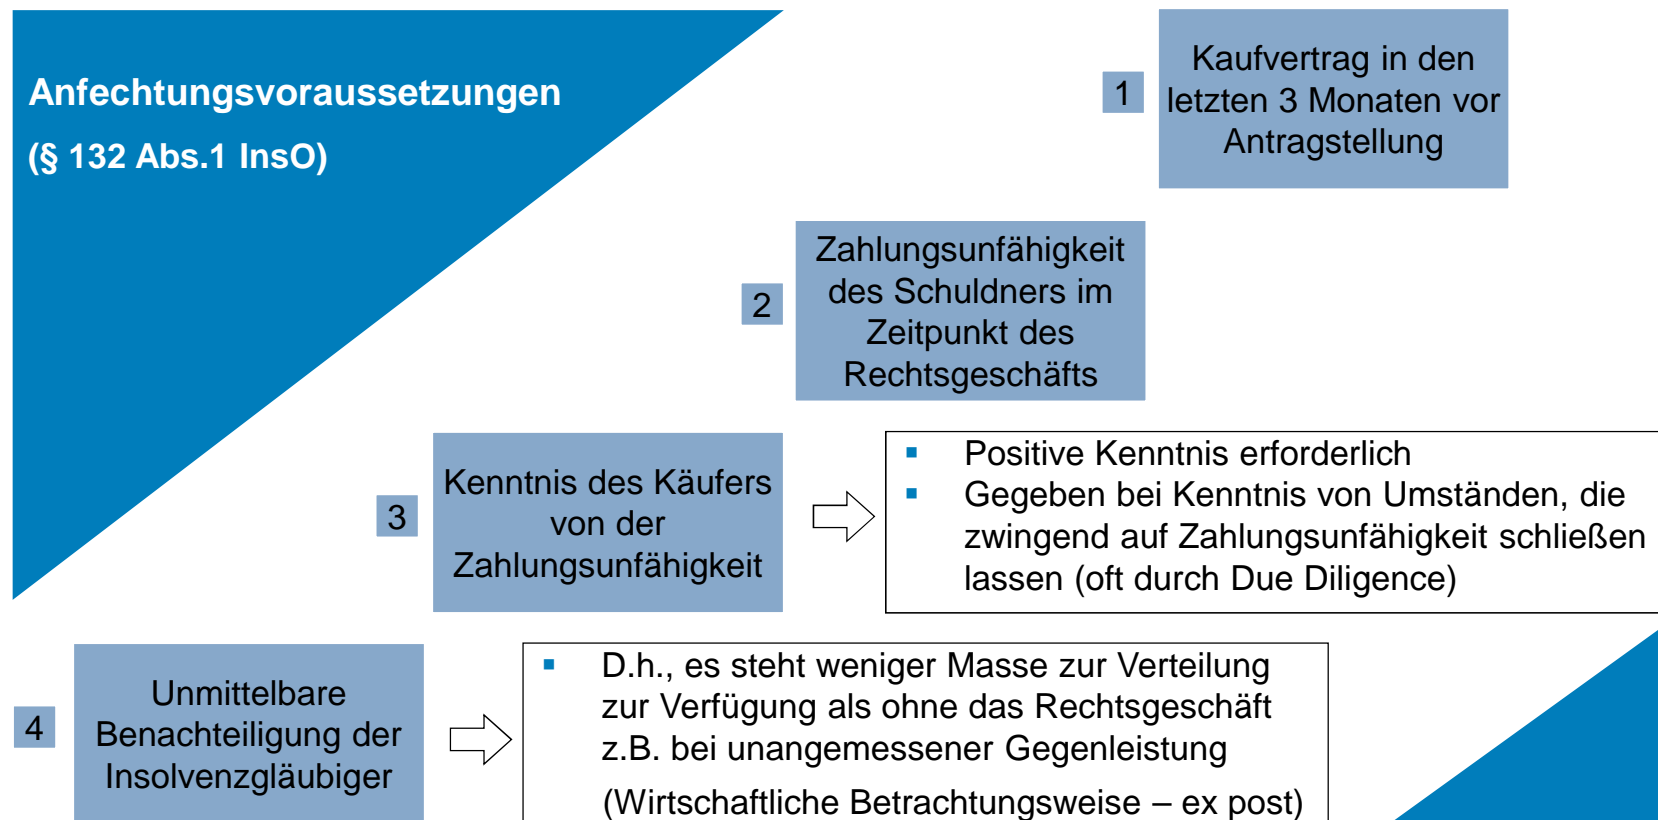 Anfechtungsvoraussetzungen
(§ 132 Abs.1 InsO)
1
Kaufvertrag in den
letzten 3 Monaten vor
Antragstellung
2
Zahlungsunfähigkeit
des Schuldners im
Zeitpunkt des
Rechtsgeschäfts
3
Kenntnis des Käufers
von der
Zahlungsunfähigkeit
▪ Positive Kenntnis erforderlich
▪ Gegeben bei Kenntnis von Umständen, die
zwingend auf Zahlungsunfähigkeit schließen
lassen (oft durch Due Diligence)
4
Unmittelbare
Benachteiligung der
Insolvenzgläubiger
▪ D.h., es steht weniger Masse zur Verteilung
zur Verfügung als ohne das Rechtsgeschäft
z.B. bei unangemessener Gegenleistung
(Wirtschaftliche Betrachtungsweise – ex post)